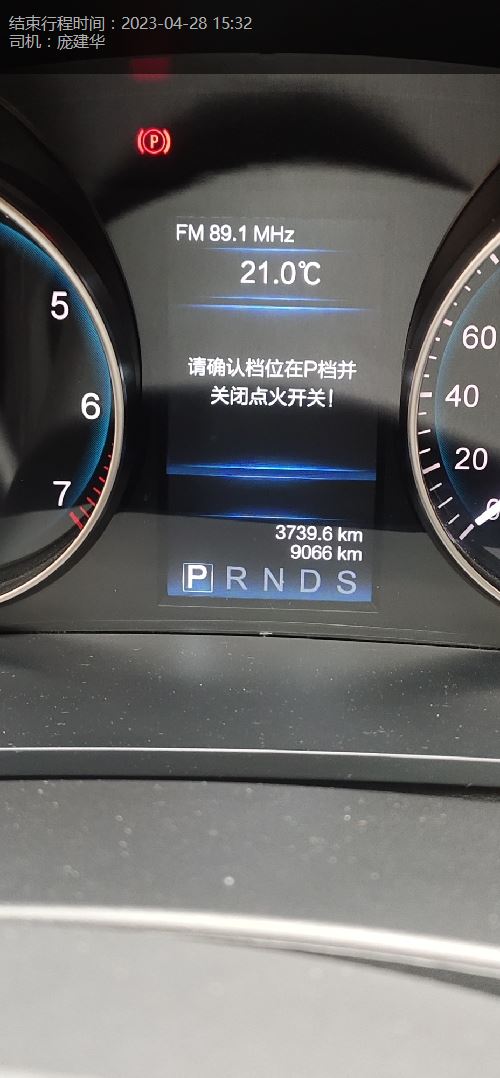 结束行程时间：2023-04-28 15:32
司机：庞建华
P
FM 89.1 MHz
21.0℃
5
6
7
请确认档位在P档并
关闭点火开关!
60
40
20
0
3739.6 km
9066 km
P R N D S